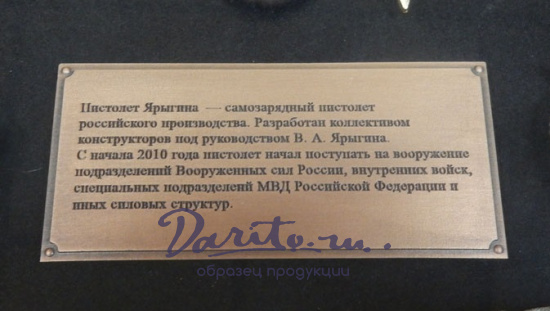 Пистолет Ярыгина — самозарядный пистолет
российского производства. Разработан коллективом
конструкторов под руководством В. А. Ярыгина.
С начала 2010 года пистолет начал поступать на вооружение
подразделений Вооруженных сил России, внутренних войск,
специальных подразделений МВД Российской Федерации и
иных силовых структур.
Darito.ru.
образец продукции